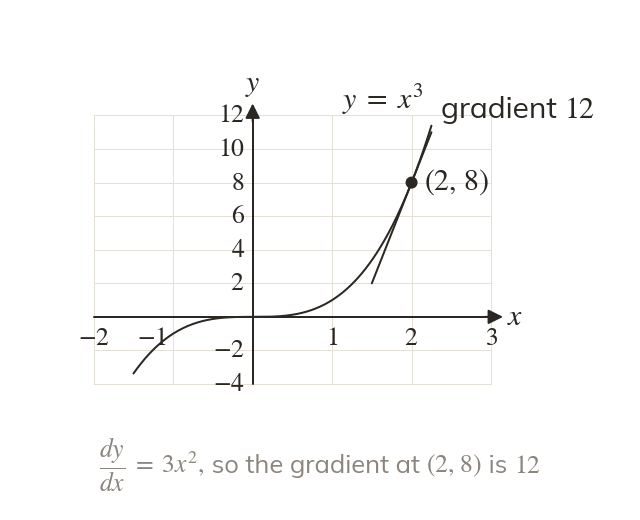 y
y = x³ gradient 12
12
10
8 (2, 8)
6
4
2
x
−2 −1 1 2 3
−2
−4
dy/dx = 3x², so the gradient at (2, 8) is 12